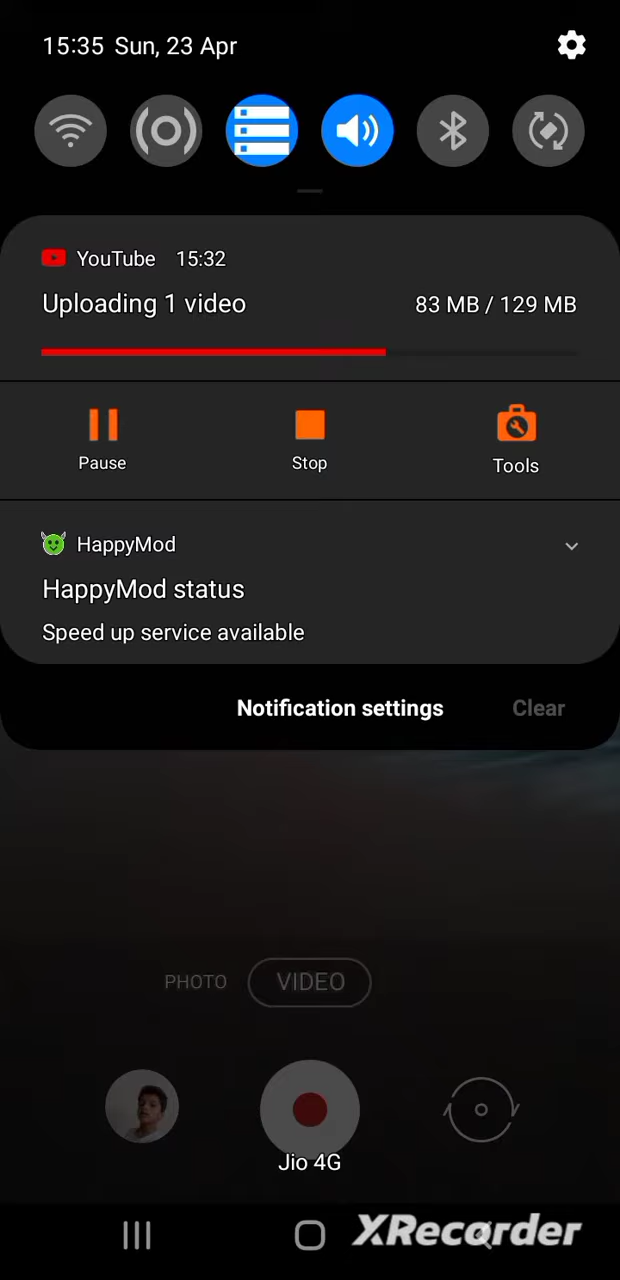 15:35 Sun, 23 Apr
YouTube 15:32
Uploading 1 video 83 MB / 129 MB
Pause Stop Tools
HappyMod
HappyMod status
Speed up service available
Notification settings Clear
PHOTO VIDEO
Jio 4G
XRecorder